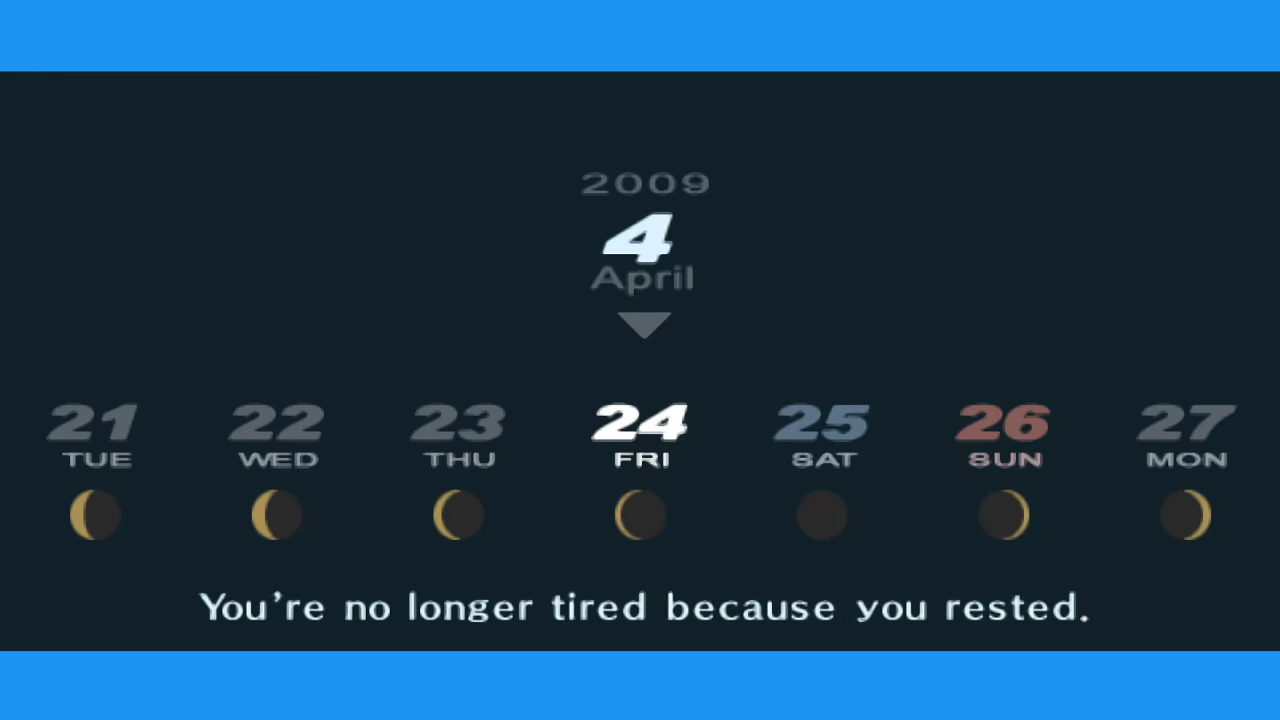 2009
4
April
21 22 23 24 25 26 27
TUE WED THU FRI SAT SUN MON
You're no longer tired because you rested.